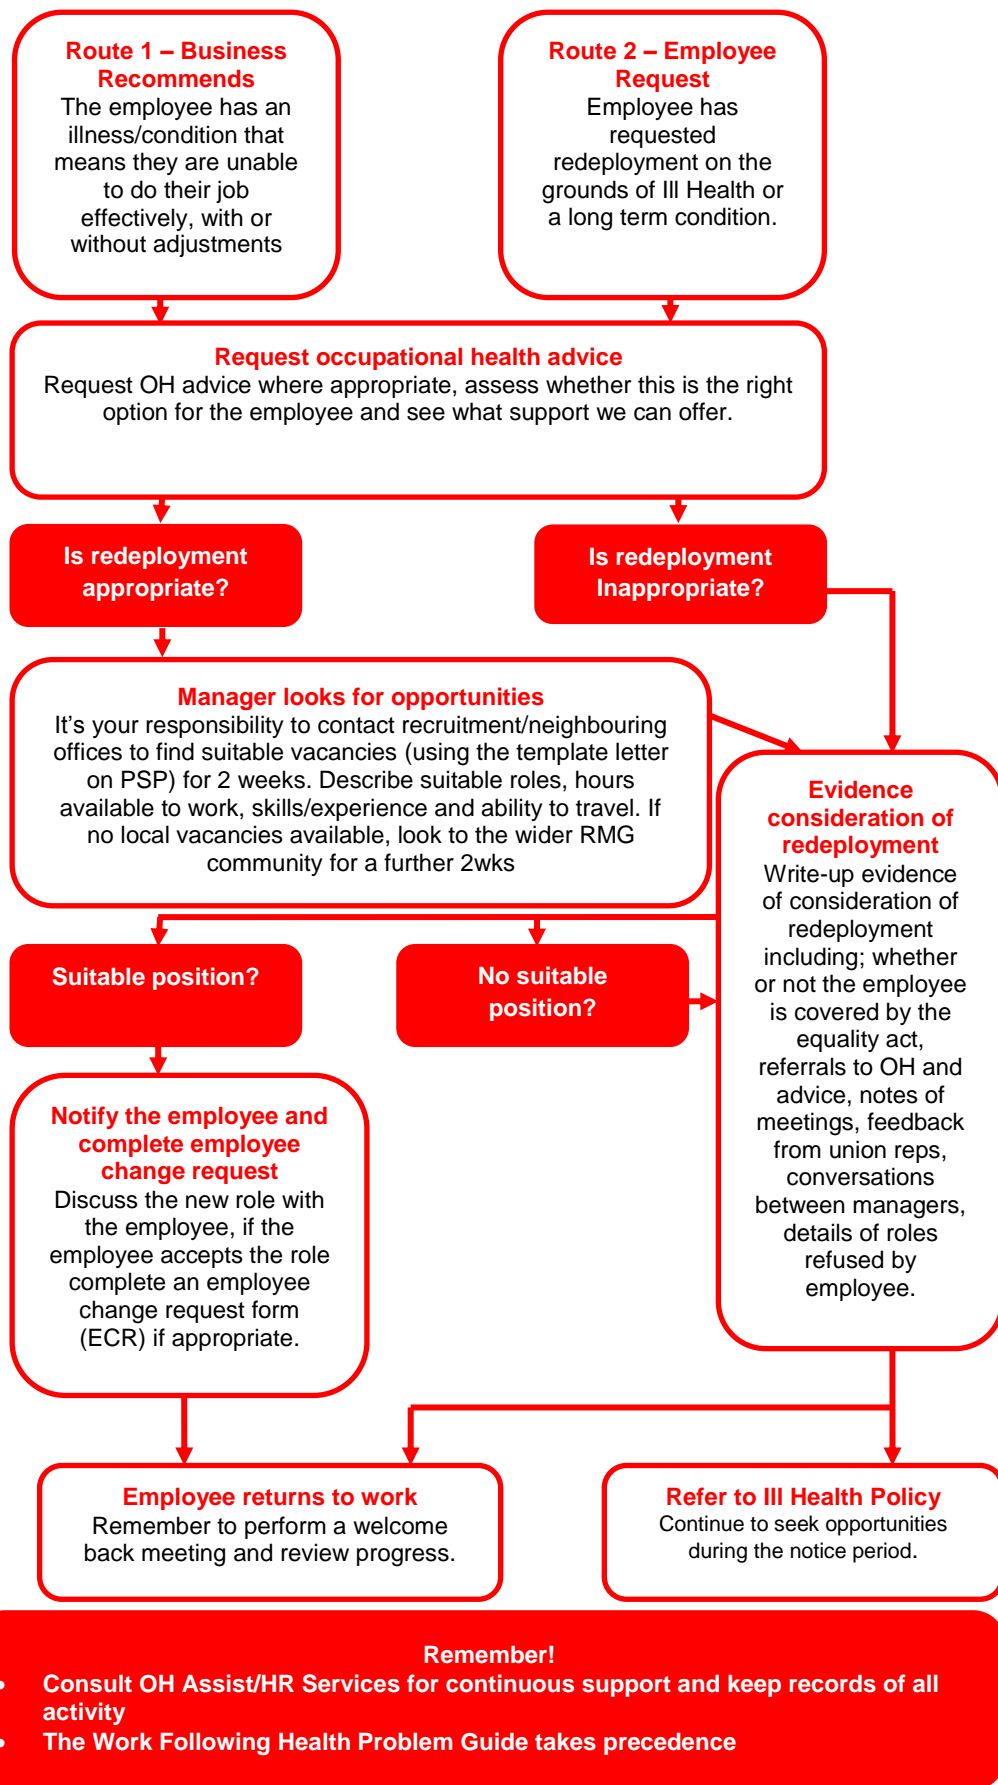 Route 1 – Business
Recommends
The employee has an
illness/condition that
means they are unable
to do their job
effectively, with or
without adjustments
Route 2 – Employee
Request
Employee has
requested
redeployment on the
grounds of Ill Health or
a long term condition.
Request occupational health advice
Request OH advice where appropriate, assess whether this is the right
option for the employee and see what support we can offer.
Is redeployment
appropriate?
Is redeployment
Inappropriate?
Manager looks for opportunities
It’s your responsibility to contact recruitment/neighbouring
offices to find suitable vacancies (using the template letter
on PSP) for 2 weeks. Describe suitable roles, hours
available to work, skills/experience and ability to travel. If
no local vacancies available, look to the wider RMG
community for a further 2wks
Evidence
consideration of
redeployment
Write-up evidence
of consideration of
redeployment
including; whether
or not the employee
is covered by the
equality act,
referrals to OH and
advice, notes of
meetings, feedback
from union reps,
conversations
between managers,
details of roles
refused by
employee.
Suitable position?
No suitable
position?
Notify the employee and
complete employee
change request
Discuss the new role with
the employee, if the
employee accepts the role
complete an employee
change request form
(ECR) if appropriate.
Employee returns to work
Remember to perform a welcome
back meeting and review progress.
Refer to Ill Health Policy
Continue to seek opportunities
during the notice period.
Remember!
• Consult OH Assist/HR Services for continuous support and keep records of all
activity
• The Work Following Health Problem Guide takes precedence